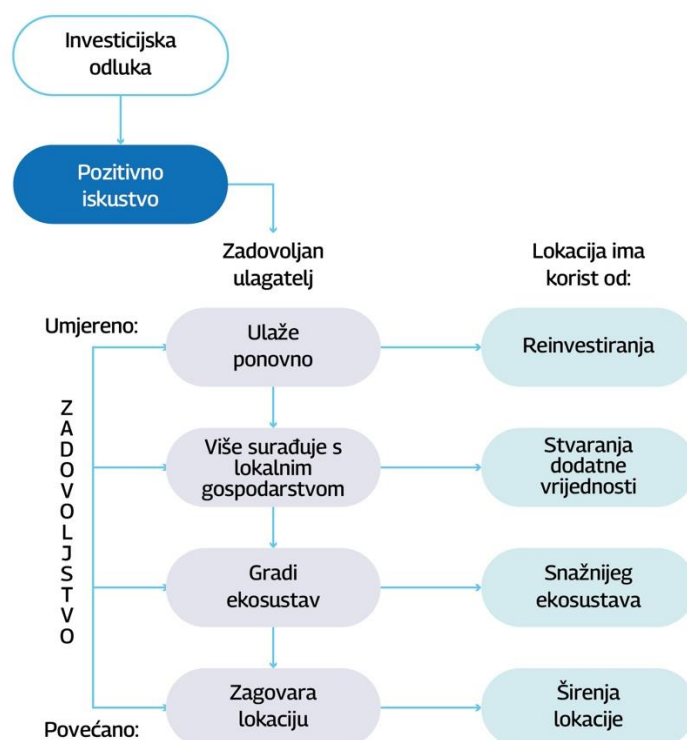 Investicijska
odluka
Pozitivno
iskustvo
Zadovoljan
ulagatelj
Lokacija ima
korist od:
Umjereno:
Ulaže
ponovno
Reinvestiranja
ZADOVOLJSTVO
Više surađuje s
lokalnim
gospodarstvom
Stvaranja
dodatne
vrijednosti
Gradi
ekosustav
Snažnijeg
ekosustava
Zagovara
lokaciju
Širenja
lokacije
Povećano: